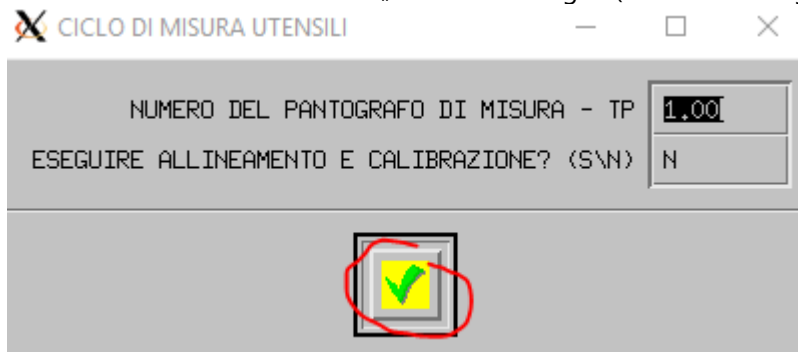 CICLO DI MISURA UTENSILI
NUMERO DEL PANTOGRAFO DI MISURA - TP 1.00
ESEGUIRE ALLINEAMENTO E CALIBRAZIONE? (S\N) N